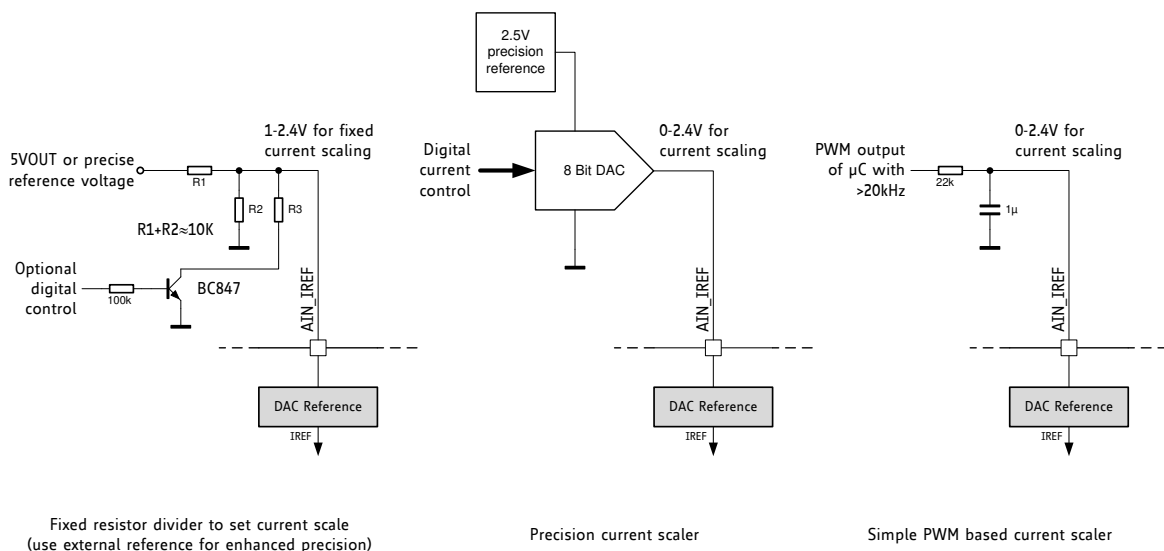 1-2.4V for fixed
current scaling
5VOUT or precise
reference voltage
R1
R2
R3
R1+R2≈10K
Optional
digital
control
100k
BC847
AIN_IREF
DAC Reference
IREF
Fixed resistor divider to set current scale
(use external reference for enhanced precision)
2.5V
precision
reference
Digital
current
control
8 Bit DAC
0-2.4V for
current scaling
AIN_IREF
DAC Reference
IREF
Precision current scaler
PWM output
of µC with
>20kHz
22k
1µ
0-2.4V for
current scaling
AIN_IREF
DAC Reference
IREF
Simple PWM based current scaler